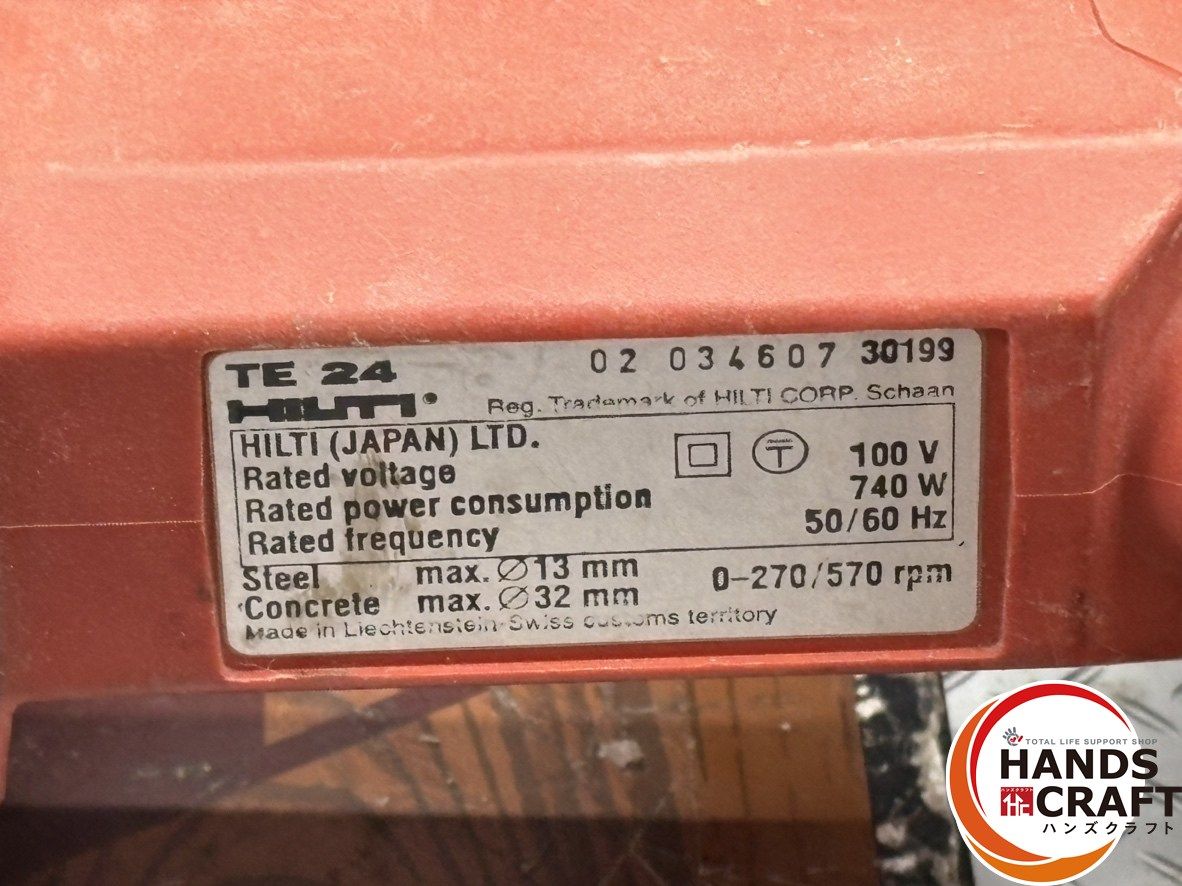 TE 24 02 034607 30199
HILTI Reg. Trademark of HILTI CORP. Schaan
HILTI (JAPAN) LTD.
Rated voltage 100 V
Rated power consumption 740 W
Rated frequency 50/60 Hz
Steel max. Ø13 mm 0-270/570 rpm
Concrete max. Ø32 mm
Made in Liechtenstein-Swiss customs territory
TOTAL LIFE SUPPORT SHOP
HANDS
CRAFT
ハンズクラフト